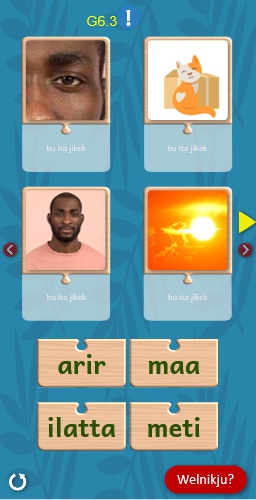 G6.3 !
bu ita jikek
bu ita jikek
bu ita jikek
bu ita jikek
arir
maa
ilatta
meti
Welnikju?